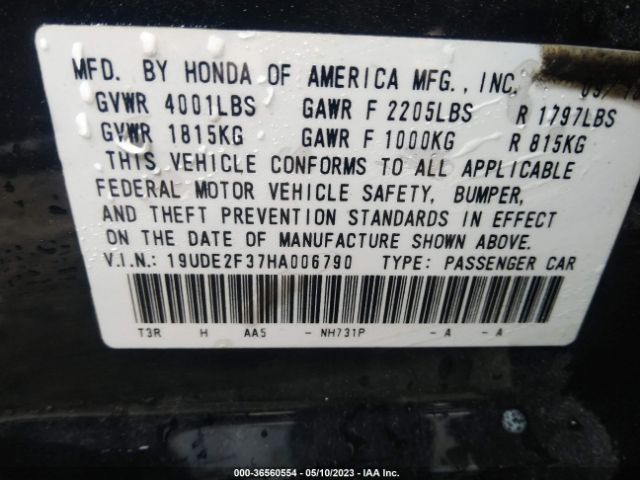 MFD. BY HONDA OF AMERICA MFG., INC.
GVWR 4001LBS GAWR F 2205LBS R 1797LBS
GVWR 1815KG GAWR F 1000KG R 815KG
THIS VEHICLE CONFORMS TO ALL APPLICABLE
FEDERAL MOTOR VEHICLE SAFETY, BUMPER,
AND THEFT PREVENTION STANDARDS IN EFFECT
ON THE DATE OF MANUFACTURE SHOWN ABOVE.
V.I.N.: 19UDE2F37HA006790 TYPE: PASSENGER CAR
T3R H AA5 - NH731P - A - A
000-36560554 - 05/10/2023 - IAA Inc.